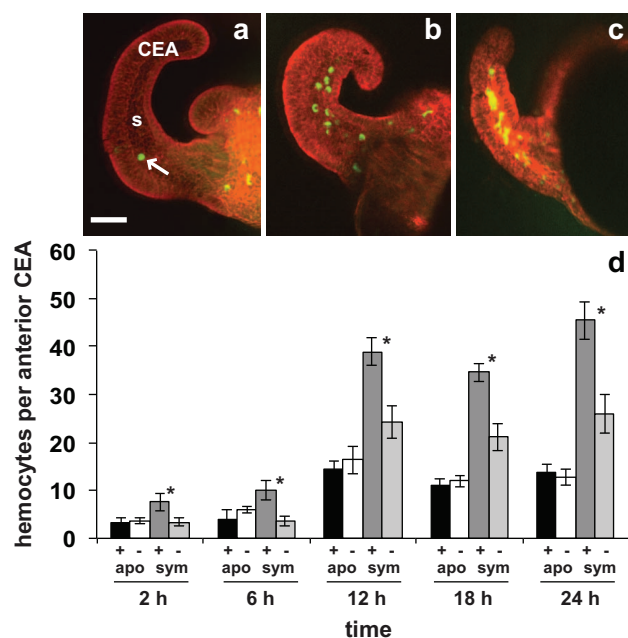 a b c
CEA
s
d
hemocytes per anterior CEA
60
50
40
30
20
10
0
* * * * *
+ - + - + - + - + - + - + - + - + - + -
apo sym apo sym apo sym apo sym apo sym
2 h 6 h 12 h 18 h 24 h
time